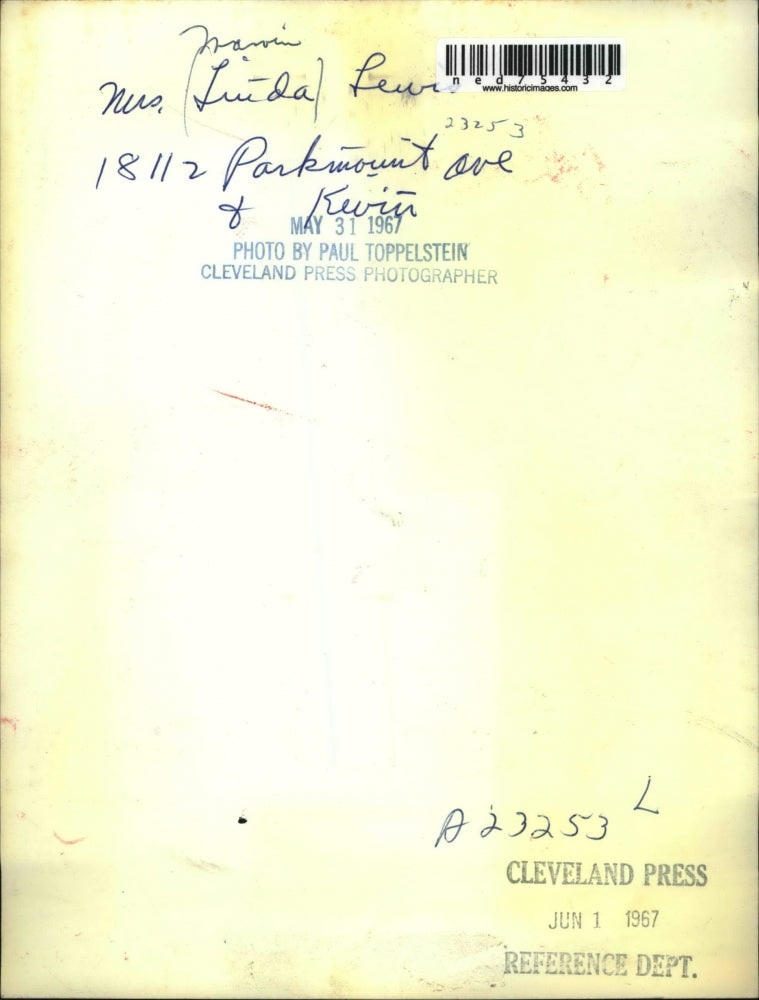 Marvin
Mrs. (Linda) Lewi
ned75432
www.historicimages.com
23253
18112 Parkmount ave
& Kevin
MAY 31 1967
PHOTO BY PAUL TOPPELSTEIN
CLEVELAND PRESS PHOTOGRAPHER
A23253 L
CLEVELAND PRESS
JUN 1 1967
REFERENCE DEPT.